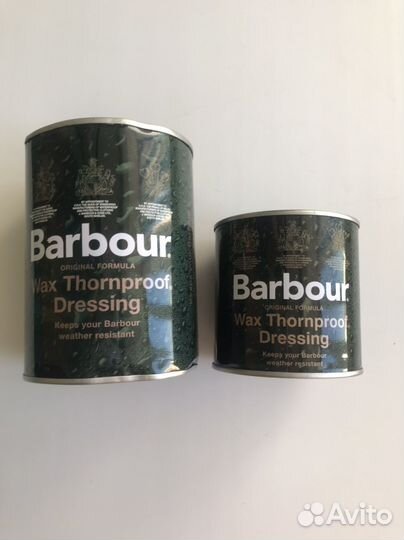 Barbour.
ORIGINAL FORMULA
Wax Thornproof
Dressing
Keeps your Barbour
weather resistant
Barbour.
ORIGINAL FORMULA
Wax Thornproof
Dressing
Keeps your Barbour
weather resistant
Avito